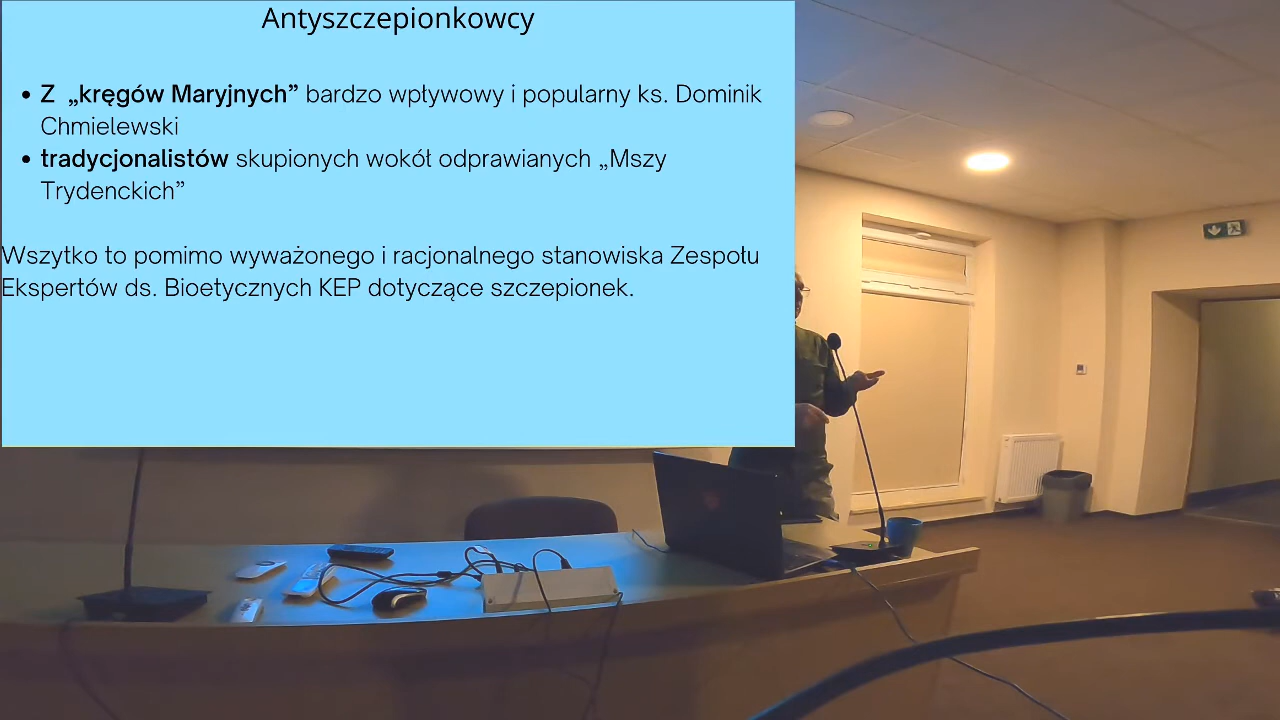 Antyszczepionkowcy
• Z „kręgów Maryjnych” bardzo wpływowy i popularny ks. Dominik
Chmielewski
• tradycjonalistów skupionych wokół odprawianych „Mszy
Trydenckich”
Wszytko to pomimo wyważonego i racjonalnego stanowiska Zespołu
Ekspertów ds. Bioetycznych KEP dotyczące szczepionek.